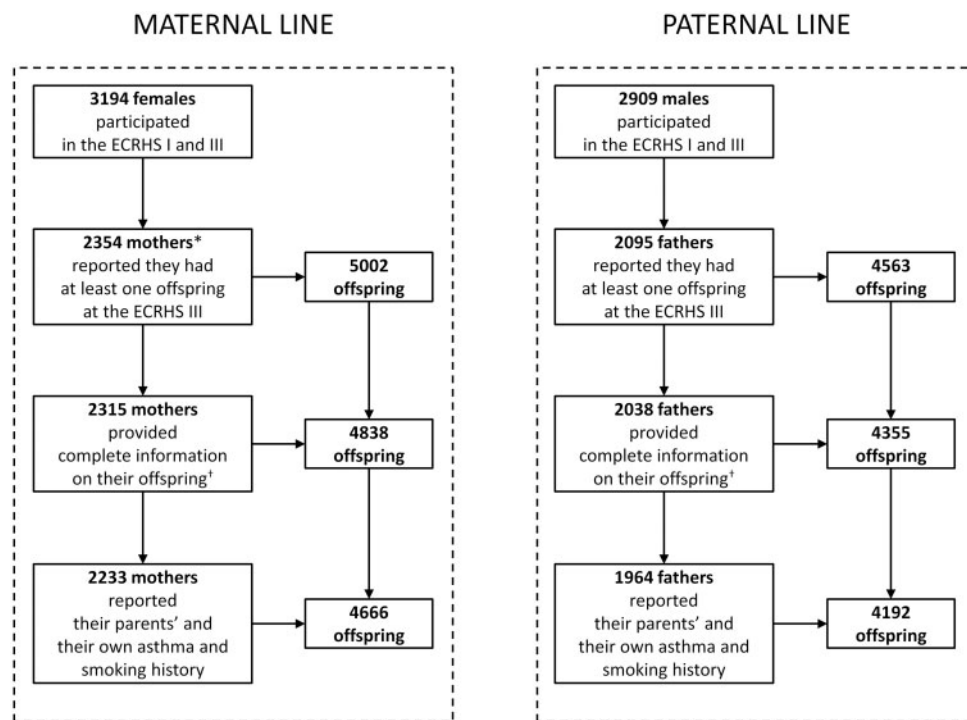 MATERNAL LINE
3194 females
participated
in the ECRHS I and III
2354 mothers*
reported they had
at least one offspring
at the ECRHS III
5002
offspring
2315 mothers
provided
complete information
on their offspring†
4838
offspring
2233 mothers
reported
their parents’ and
their own asthma and
smoking history
4666
offspring
PATERNAL LINE
2909 males
participated
in the ECRHS I and III
2095 fathers
reported they had
at least one offspring
at the ECRHS III
4563
offspring
2038 fathers
provided
complete information
on their offspring†
4355
offspring
1964 fathers
reported
their parents’ and
their own asthma and
smoking history
4192
offspring